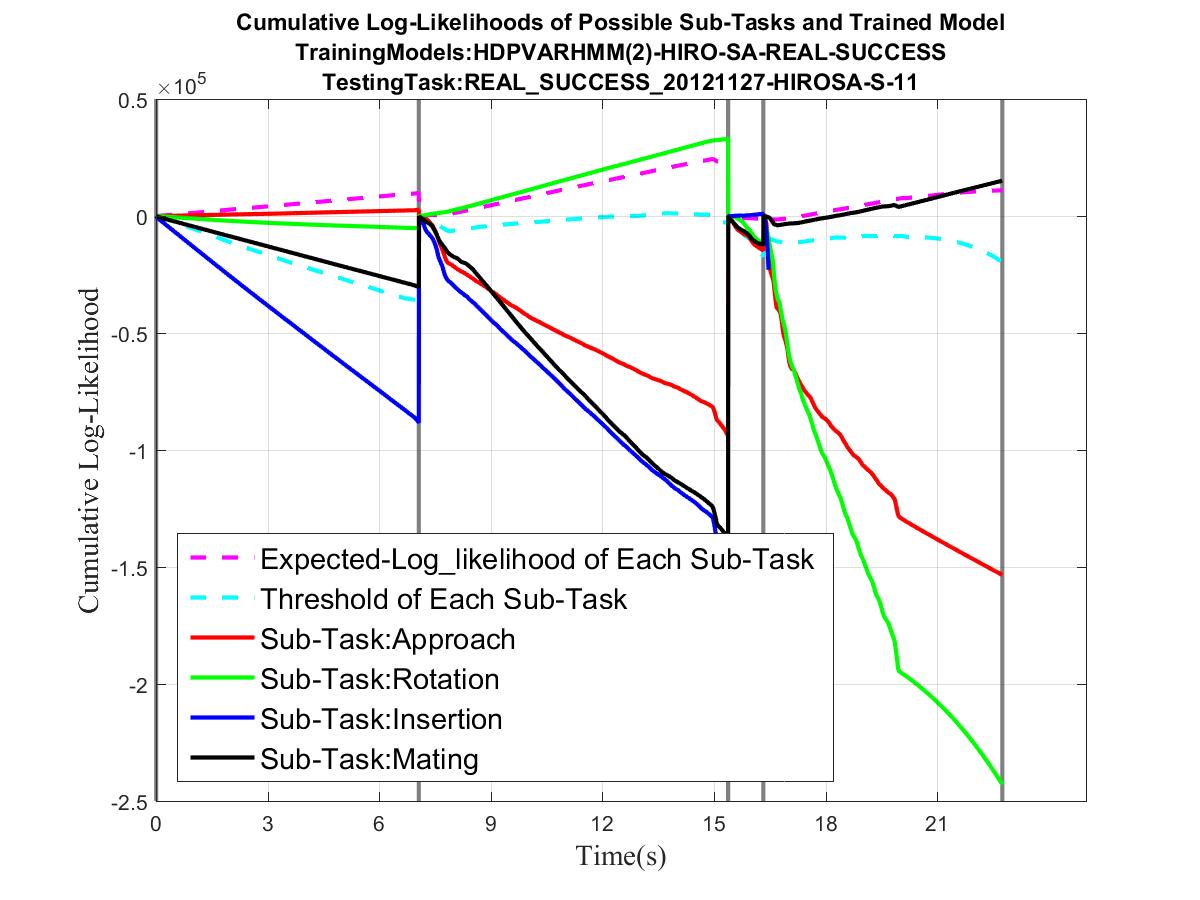 Cumulative Log-Likelihoods of Possible Sub-Tasks and Trained Model
TrainingModels:HDPVARHMM(2)-HIRO-SA-REAL-SUCCESS
TestingTask:REAL_SUCCESS_20121127-HIROSA-S-11
×10^5
0.5
0
-0.5
-1
-1.5
-2
-2.5
Cumulative Log-Likelihood
Expected-Log_likelihood of Each Sub-Task
Threshold of Each Sub-Task
Sub-Task:Approach
Sub-Task:Rotation
Sub-Task:Insertion
Sub-Task:Mating
0 3 6 9 12 15 18 21
Time(s)